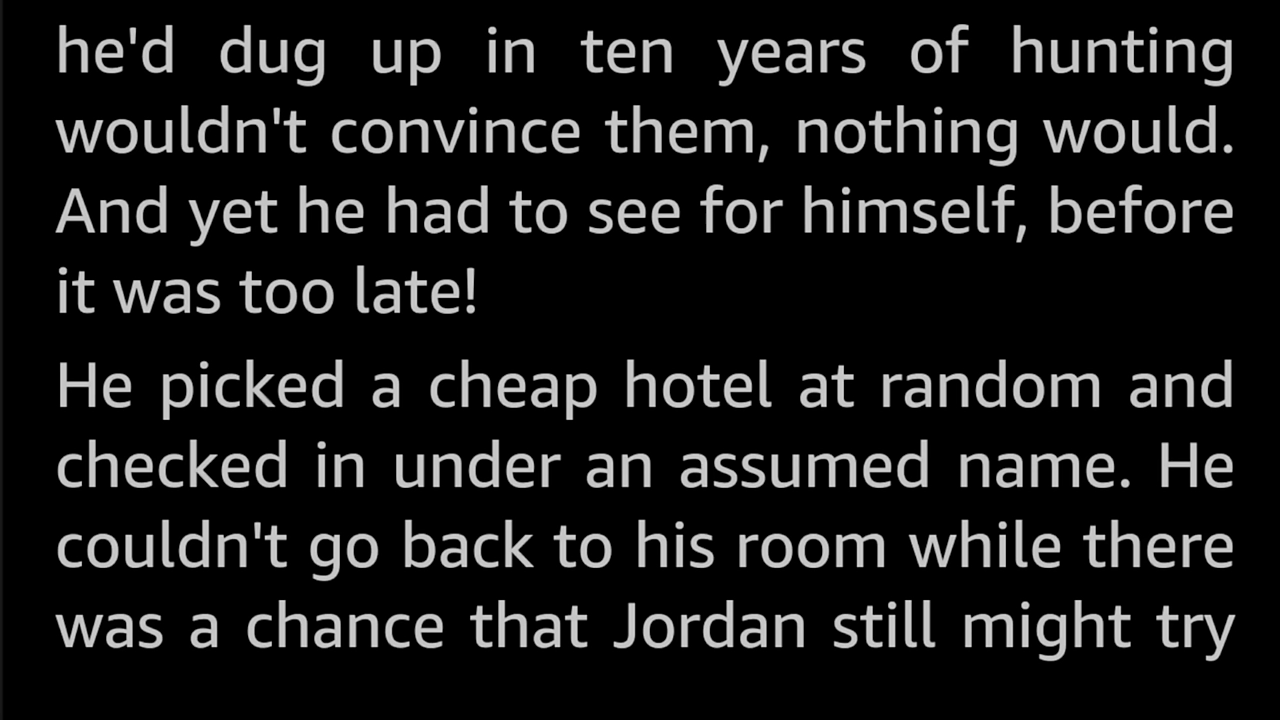 he'd dug up in ten years of hunting
wouldn't convince them, nothing would.
And yet he had to see for himself, before
it was too late!
He picked a cheap hotel at random and
checked in under an assumed name. He
couldn't go back to his room while there
was a chance that Jordan still might try